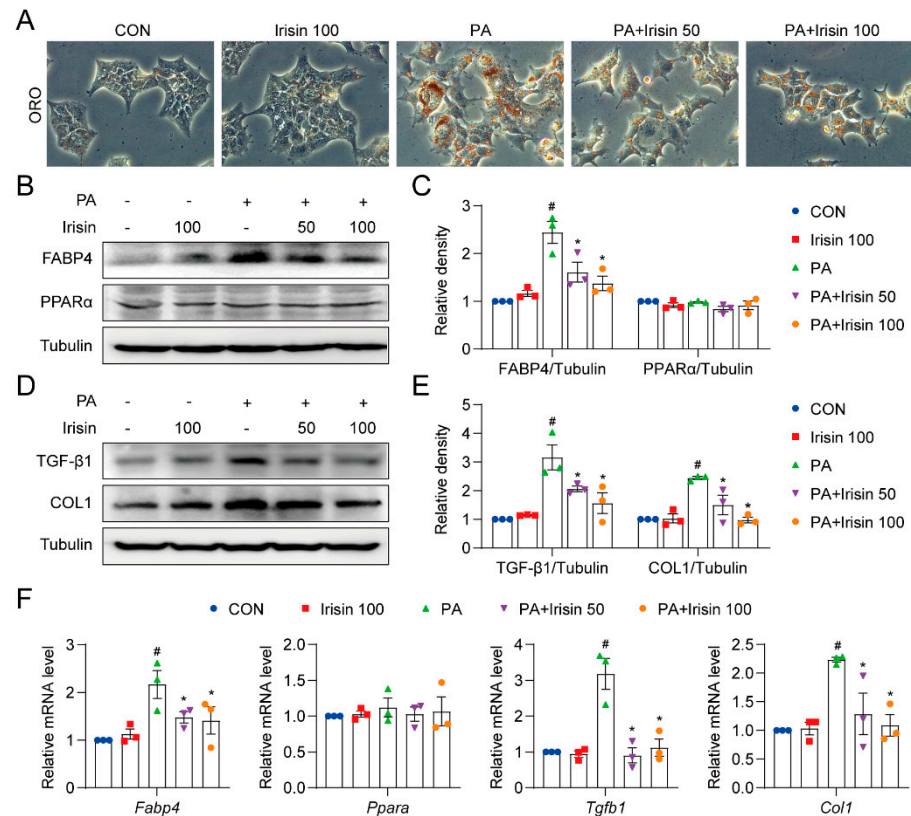 A
CON Irisin 100 PA PA+Irisin 50 PA+Irisin 100
ORO
B
PA - - + + +
Irisin - 100 - 50 100
FABP4
PPARα
Tubulin
C
Relative density
3
2
1
0
# * *
FABP4/Tubulin PPARα/Tubulin
CON
Irisin 100
PA
PA+Irisin 50
PA+Irisin 100
D
PA - - + + +
Irisin - 100 - 50 100
TGF-β1
COL1
Tubulin
E
Relative density
5
4
3
2
1
0
# * * # * *
TGF-β1/Tubulin COL1/Tubulin
CON
Irisin 100
PA
PA+Irisin 50
PA+Irisin 100
F
CON Irisin 100 PA PA+Irisin 50 PA+Irisin 100
Relative mRNA level
4
3
2
1
0
# * *
Fabp4
Relative mRNA level
2.0
1.5
1.0
0.5
0.0
Ppara
Relative mRNA level
4
3
2
1
0
# * *
Tgfb1
Relative mRNA level
2.5
2.0
1.5
1.0
0.5
0.0
# * *
Col1